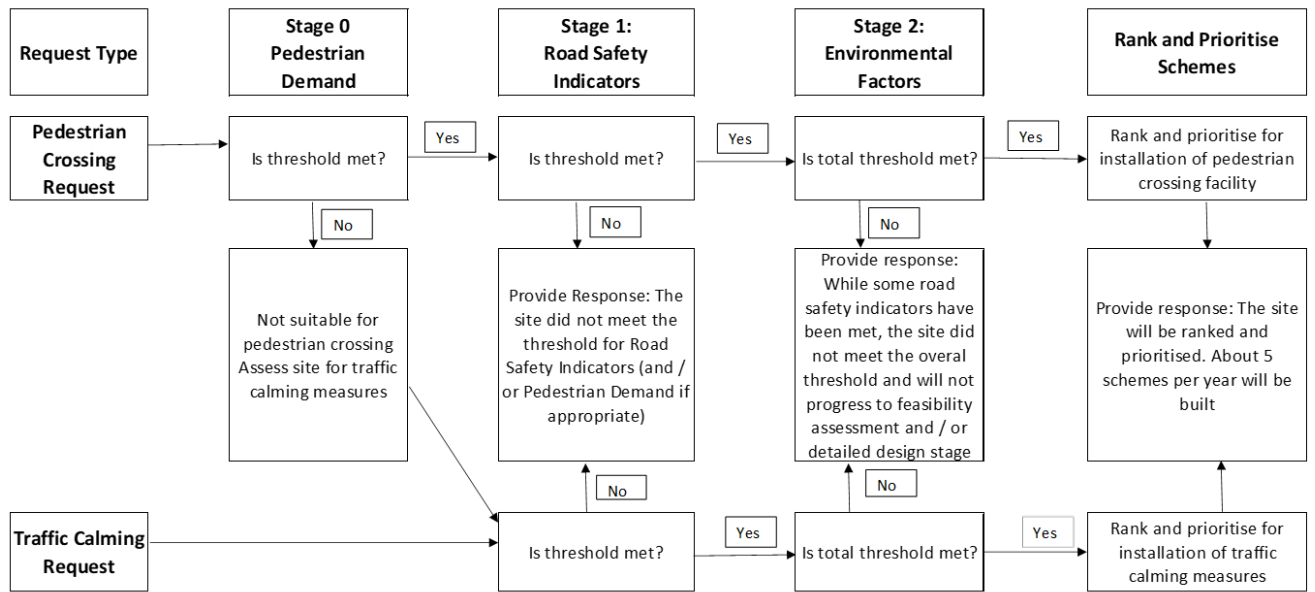 Request Type
Stage 0
Pedestrian
Demand
Stage 1:
Road Safety
Indicators
Stage 2:
Environmental
Factors
Rank and Prioritise
Schemes
Pedestrian
Crossing
Request
Is threshold met?
Yes
Is threshold met?
Yes
Is total threshold met?
Yes
Rank and prioritise for
installation of pedestrian
crossing facility
No
No
No
Not suitable for
pedestrian crossing
Assess site for traffic
calming measures
Provide Response: The
site did not meet the
threshold for Road
Safety Indicators (and /
or Pedestrian Demand if
appropriate)
Provide response:
While some road
safety indicators have
been met, the site did
not meet the overal
threshold and will not
progress to feasibility
assessment and / or
detailed design stage
Provide response: The site
will be ranked and
prioritised. About 5
schemes per year will be
built
No
No
Traffic Calming
Request
Is threshold met?
Yes
Is total threshold met?
Yes
Rank and prioritise for
installation of traffic
calming measures